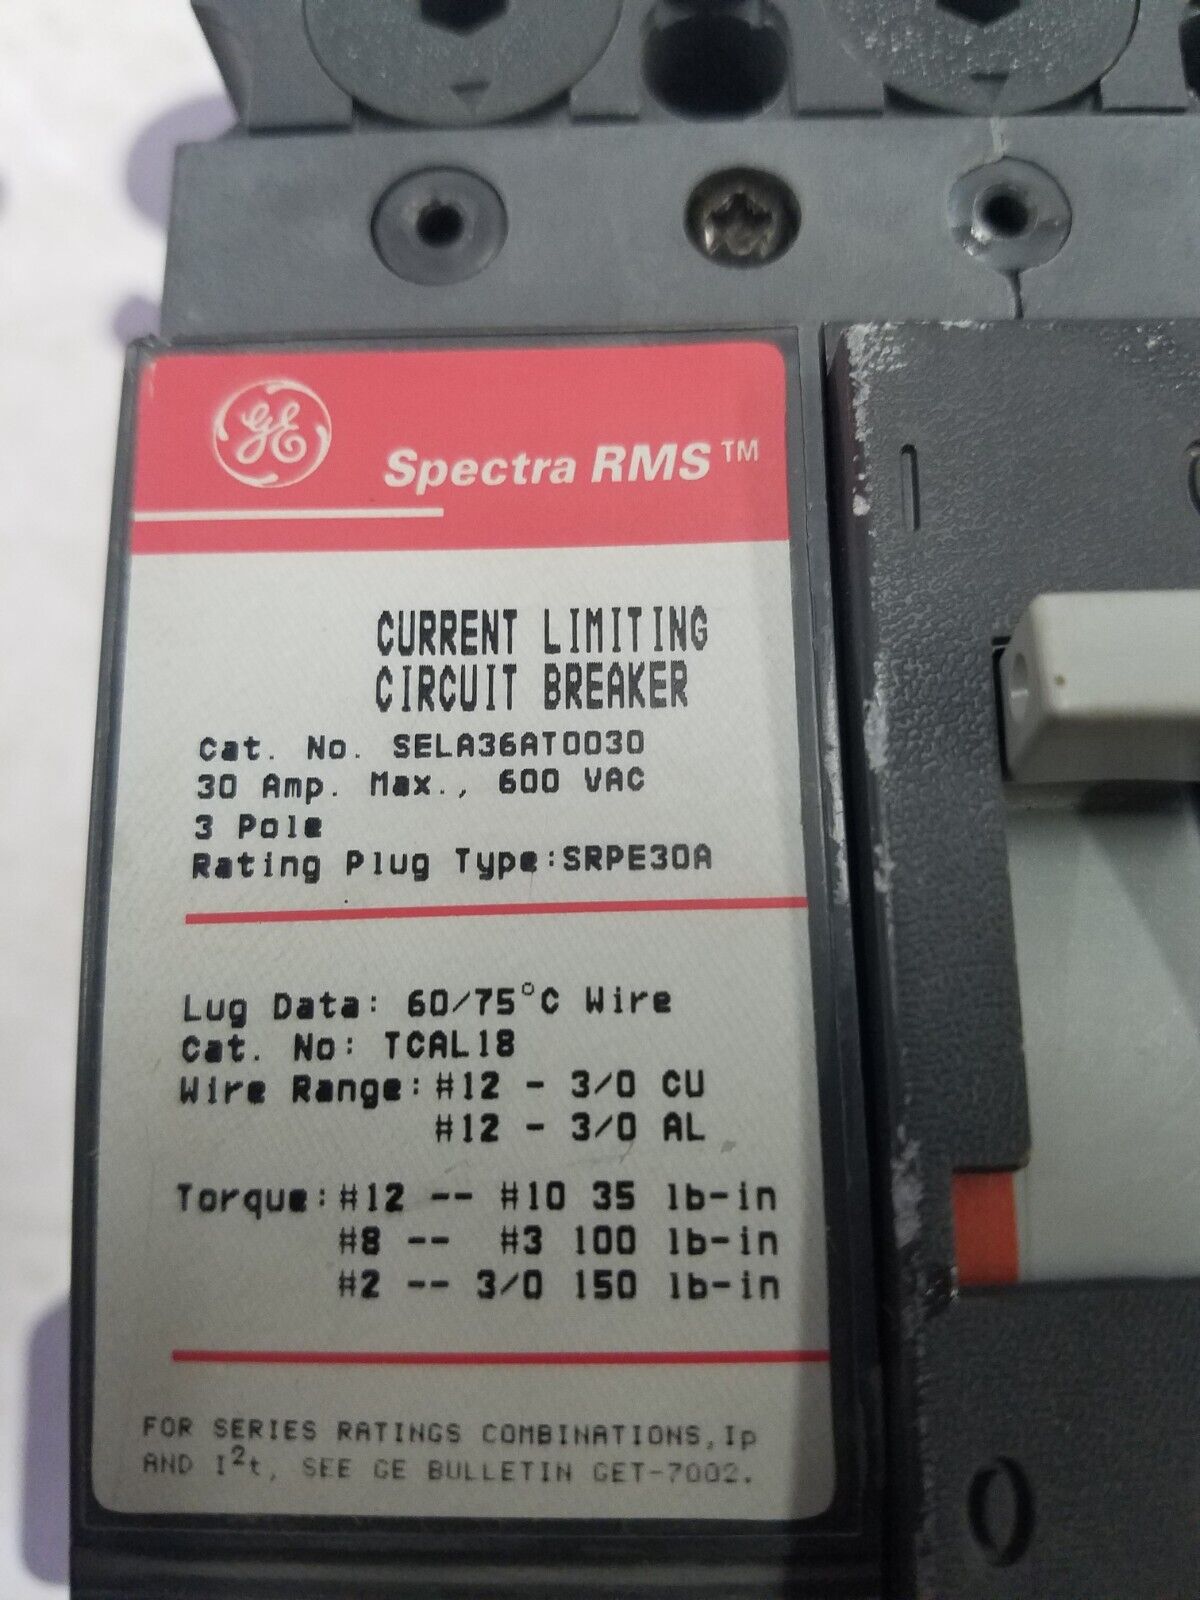 GE
Spectra RMS™
CURRENT LIMITING
CIRCUIT BREAKER
Cat. No. SELA36AT0030
30 Amp. Max., 600 VAC
3 Pole
Rating Plug Type:SRPE30A
Lug Data: 60/75°C Wire
Cat. No: TCAL18
Wire Range: #12 - 3/0 CU
#12 - 3/0 AL
Torque: #12 -- #10 35 lb-in
#8 -- #3 100 lb-in
#2 -- 3/0 150 lb-in
FOR SERIES RATINGS COMBINATIONS, Ip
AND I²t, SEE GE BULLETIN GET-7002.